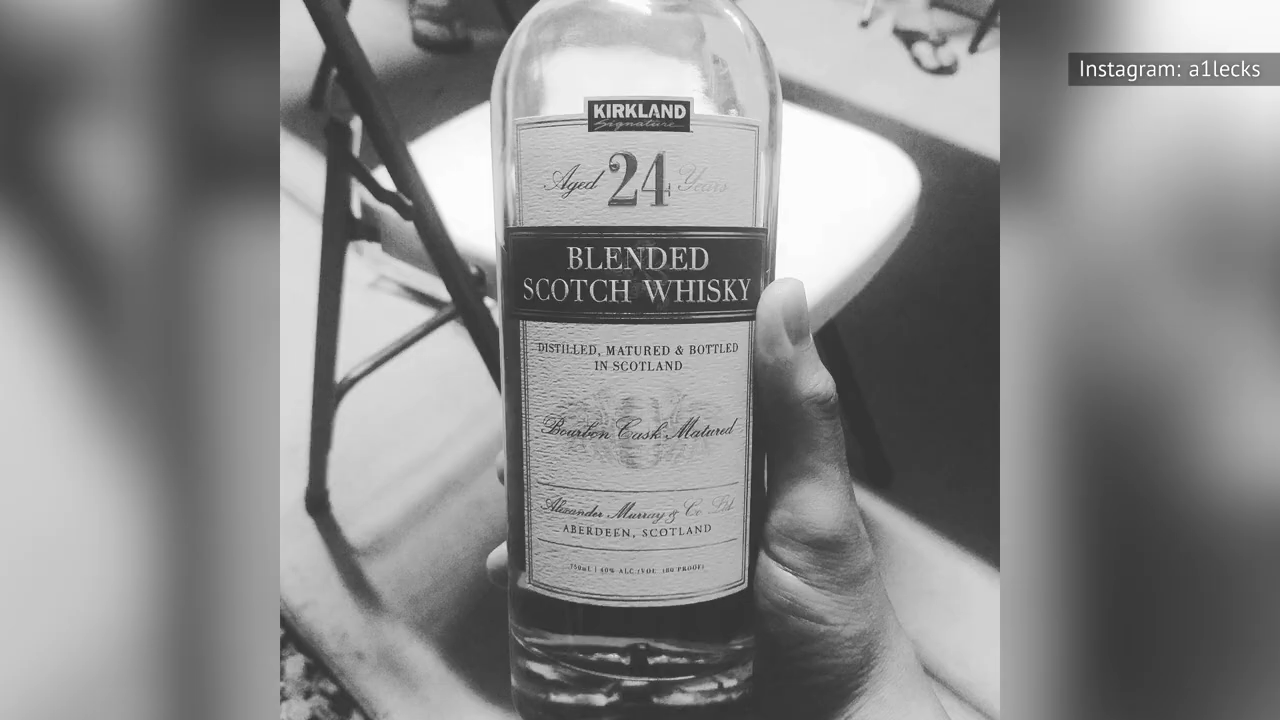 Instagram: a1lecks
KIRKLAND
Signature
Aged 24 Years
BLENDED
SCOTCH WHISKY
DISTILLED, MATURED & BOTTLED
IN SCOTLAND
Bourbon Cask Matured
Alexander Murray & Co. Ltd.
ABERDEEN, SCOTLAND
750mL | 40% ALC./VOL. (80 PROOF)